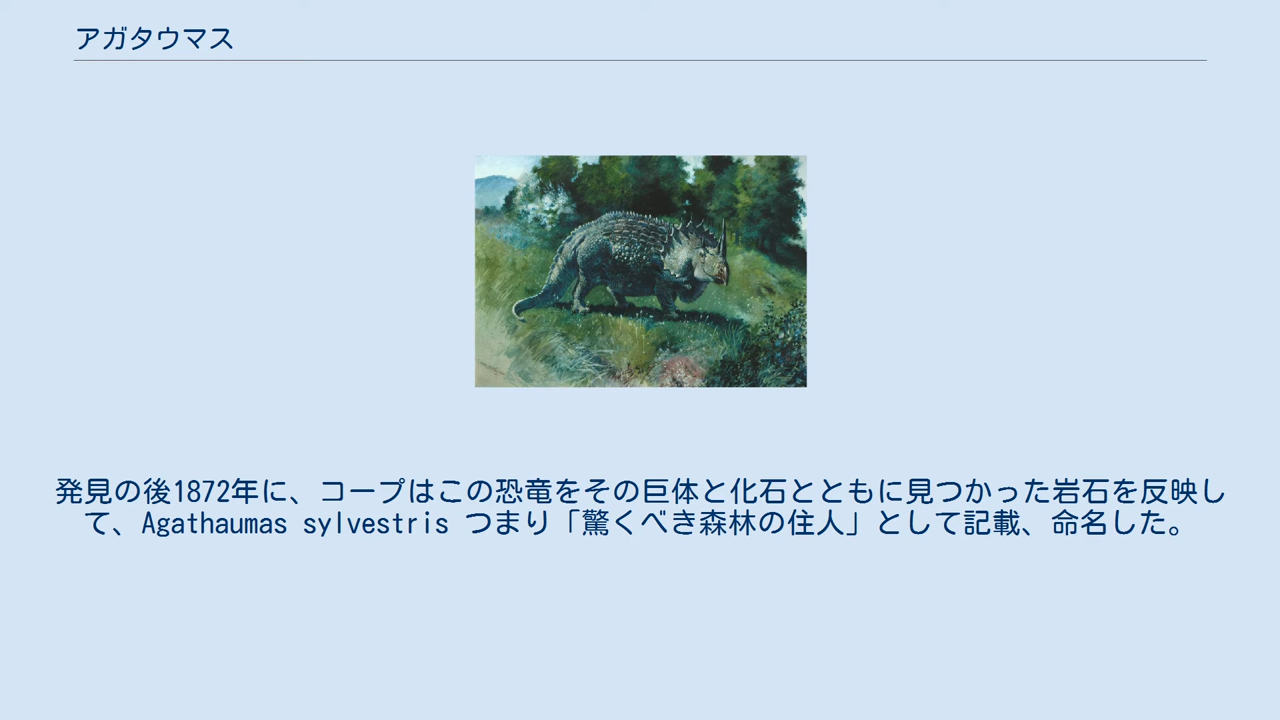 アガタウマス
発見の後1872年に、コープはこの恐竜をその巨体と化石とともに見つかった岩石を反映し
て、Agathaumas sylvestris つまり「驚くべき森林の住人」として記載、命名した。